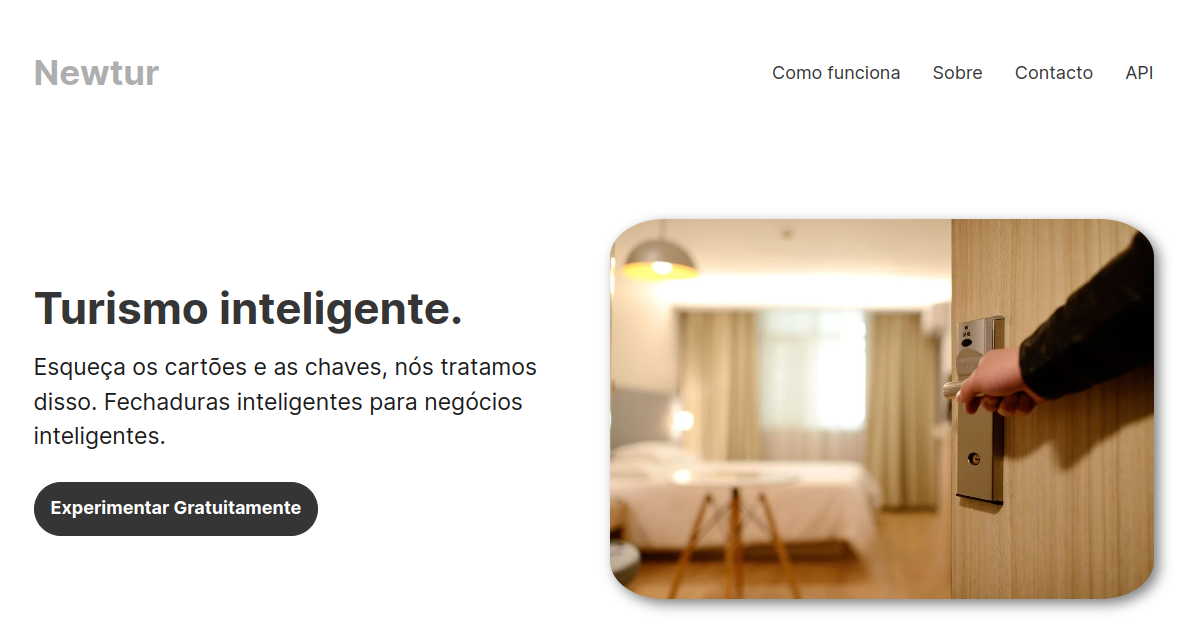 Newtur
Como funciona
Sobre
Contacto
API
Turismo inteligente.
Esqueça os cartões e as chaves, nós tratamos
disso. Fechaduras inteligentes para negócios
inteligentes.
Experimentar Gratuitamente